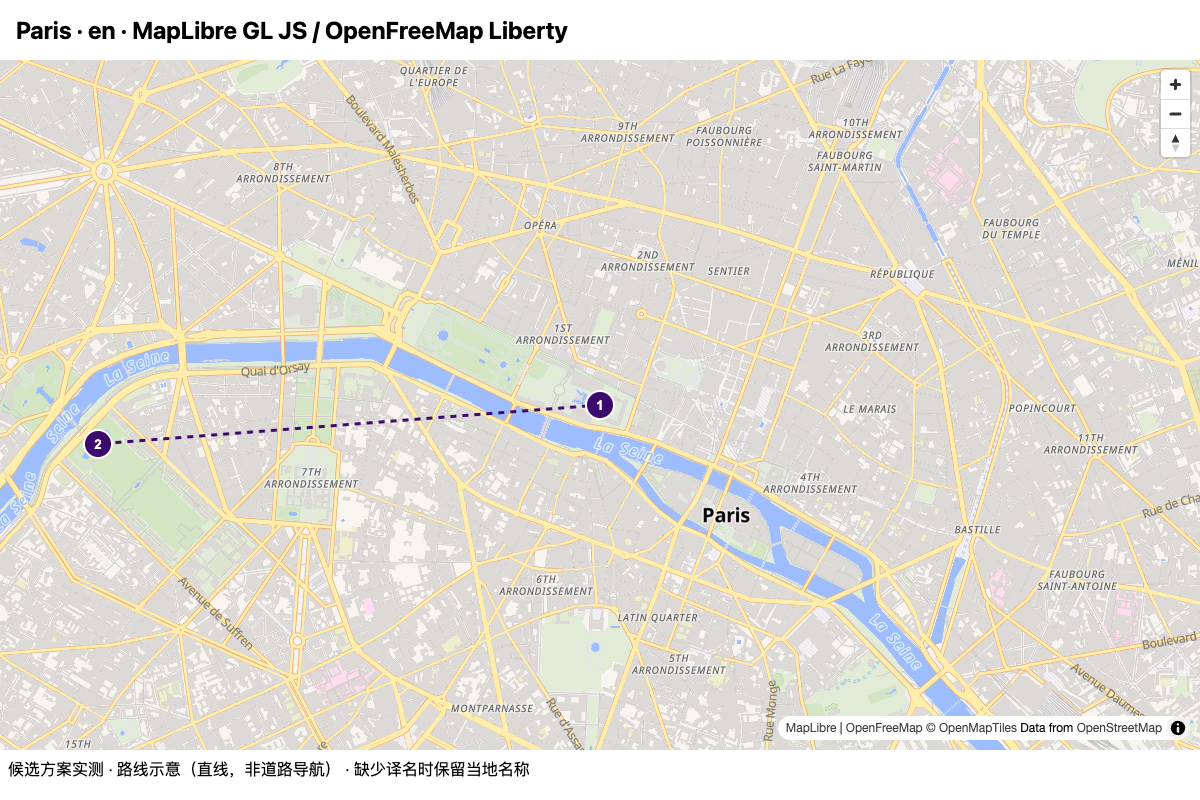 Paris · en · MapLibre GL JS / OpenFreeMap Liberty
QUARTIER DE
L'EUROPE
Rue La Faye
Boulevard Malesherbes
9TH
ARRONDISSEMENT
FAUBOURG
POISSONNIÈRE
10TH
ARRONDISSEMENT
FAUBOURG
SAINT-MARTIN
8TH
ARRONDISSEMENT
OPÉRA
FAUBOURG
DU TEMPLE
2ND
ARRONDISSEMENT
SENTIER
RÉPUBLIQUE
MÉNIL
1ST
ARRONDISSEMENT
3RD
ARRONDISSEMENT
La Seine
Quai d'Orsay
1
LE MARAIS
POPINCOURT
Seine
2
La Seine
11TH
ARRONDISSEMENT
7TH
ARRONDISSEMENT
4TH
ARRONDISSEMENT
La Seine
Paris
Rue de Cha
BASTILLE
6TH
ARRONDISSEMENT
FAUBOURG
SAINT-ANTOINE
Avenue de Suffren
LATIN QUARTER
La Seine
Boulevard
5TH
ARRONDISSEMENT
Avenue Daumes
MONTPARNASSE
Rue d'Assa
Rue Monge
15TH
MapLibre | OpenFreeMap © OpenMapTiles Data from OpenStreetMap
候选方案实测 · 路线示意（直线，非道路导航） · 缺少译名时保留当地名称